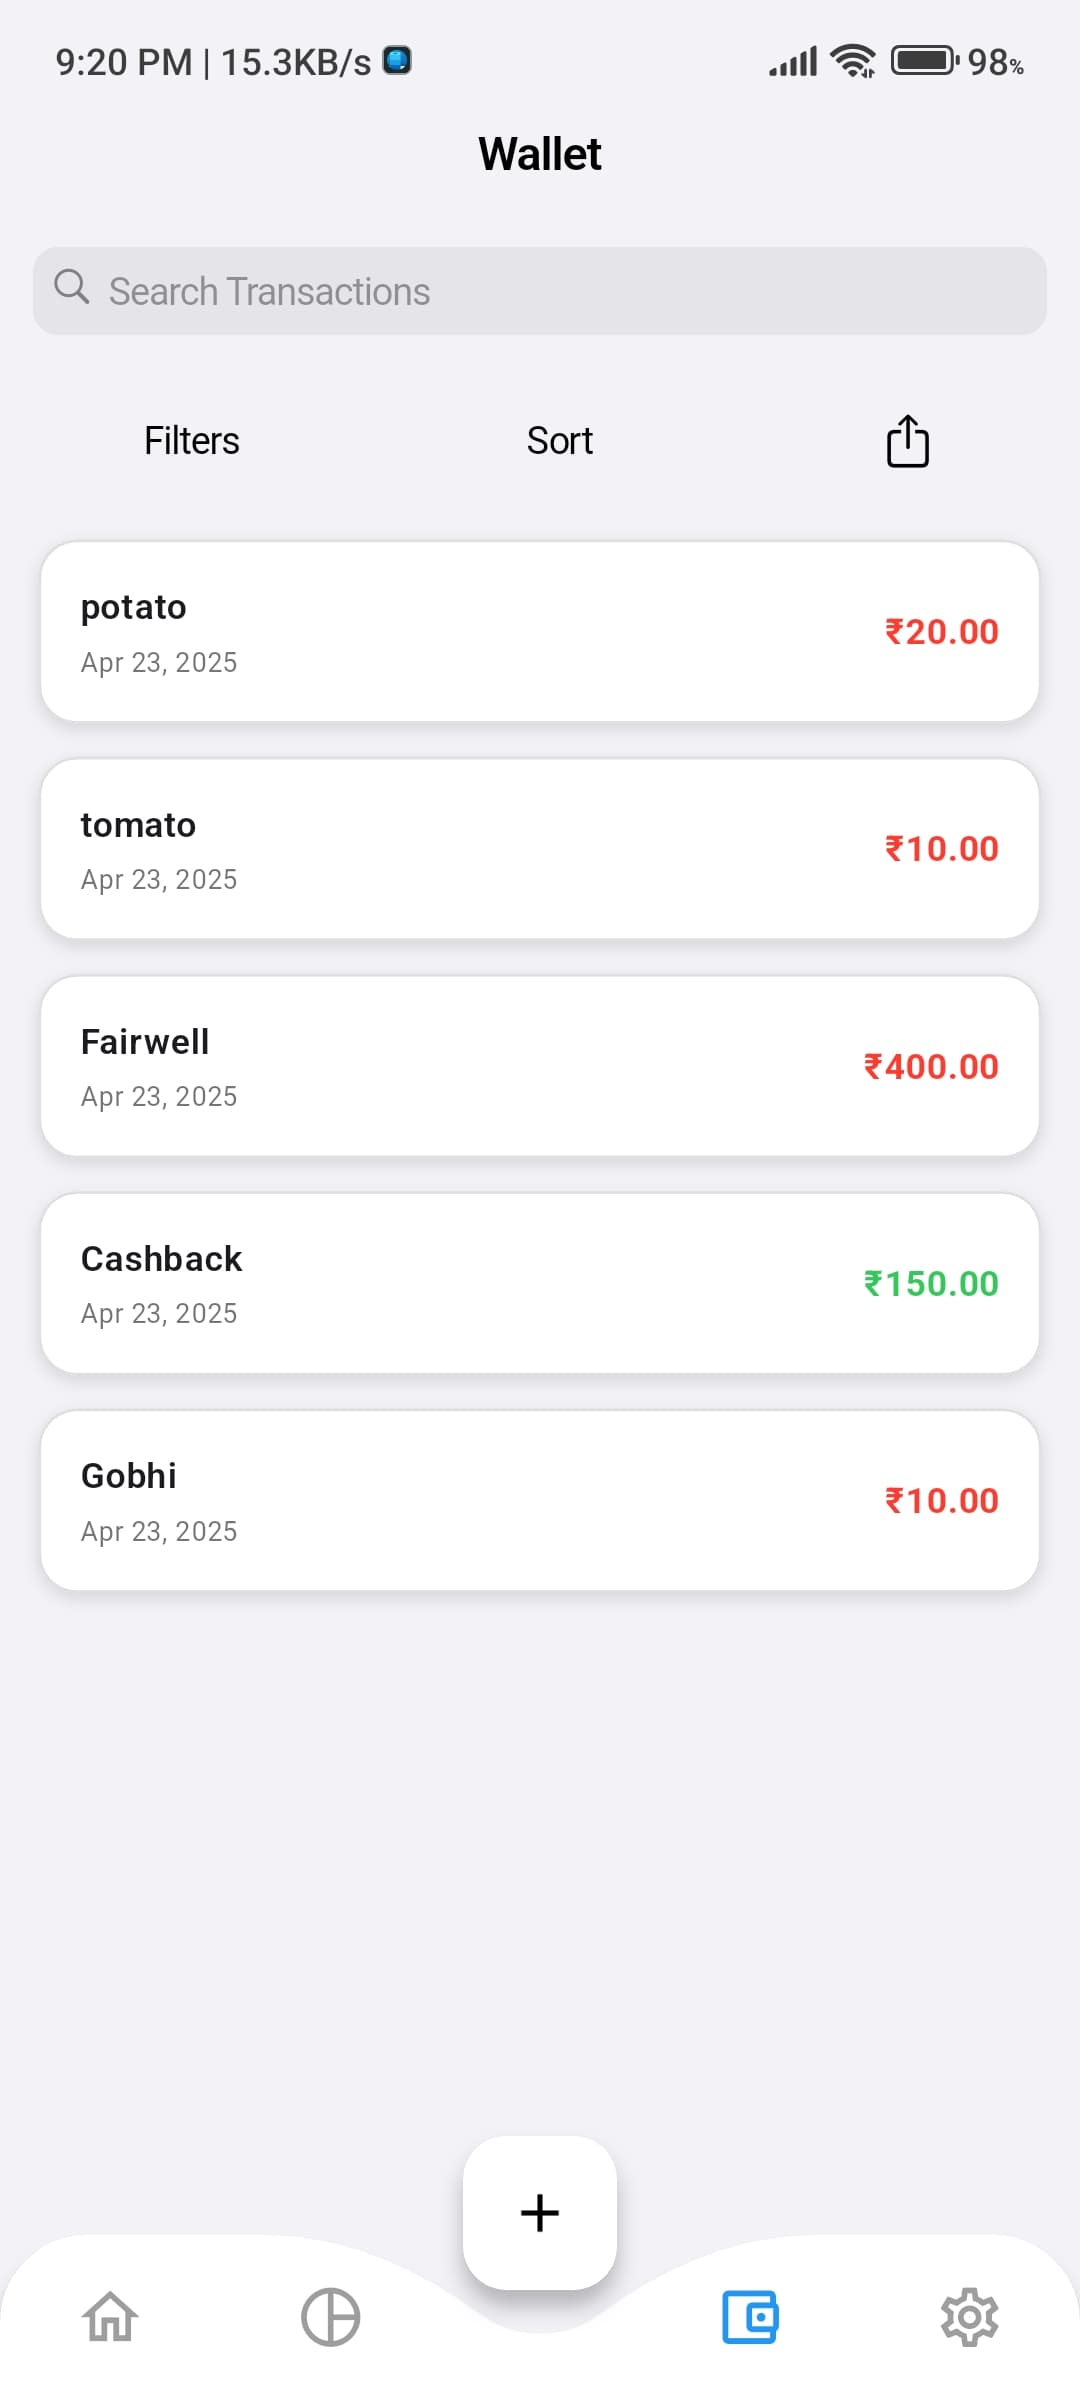 9:20 PM | 15.3KB/s 98%
Wallet
Search Transactions
Filters Sort
potato
₹20.00
Apr 23, 2025
tomato
₹10.00
Apr 23, 2025
Fairwell
₹400.00
Apr 23, 2025
Cashback
₹150.00
Apr 23, 2025
Gobhi
₹10.00
Apr 23, 2025